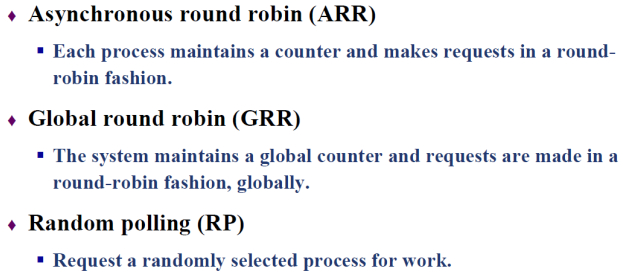 ♦ Asynchronous round robin (ARR)
▪ Each process maintains a counter and makes requests in a round-
robin fashion.
♦ Global round robin (GRR)
▪ The system maintains a global counter and requests are made in a
round-robin fashion, globally.
♦ Random polling (RP)
▪ Request a randomly selected process for work.